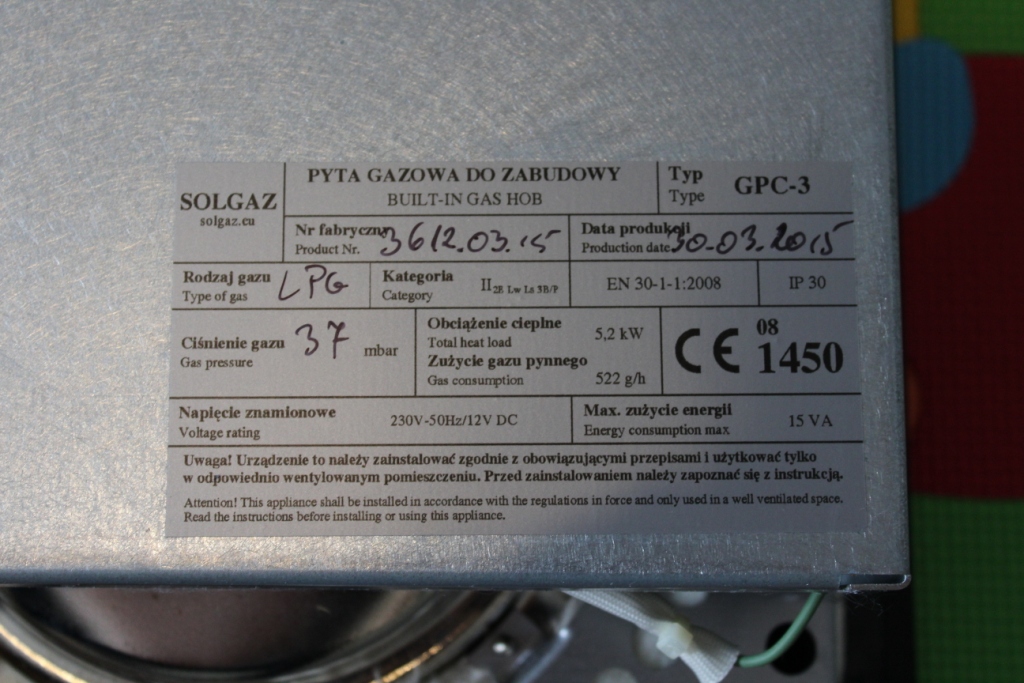 SOLGAZ
solgaz.eu
PYTA GAZOWA DO ZABUDOWY
BUILT-IN GAS HOB
Typ
Type
GPC-3
Nr fabryczny
Product Nr.
3612.03.15
Data produkcji
Production date
30.03.2015
Rodzaj gazu
Type of gas
LPG
Kategoria
Category
II2E Lw Ls 3B/P
EN 30-1-1:2008
IP 30
Ciśnienie gazu
Gas pressure
37 mbar
Obciążenie cieplne
Total heat load
5,2 kW
Zużycie gazu pynnego
Gas consumption
522 g/h
CE
08
1450
Napięcie znamionowe
Voltage rating
230V-50Hz/12V DC
Max. zużycie energii
Energy consumption max
15 VA
Uwaga! Urządzenie to należy zainstalować zgodnie z obowiązującymi przepisami i użytkować tylko
w odpowiednio wentylowanym pomieszczeniu. Przed zainstalowaniem należy zapoznać się z instrukcją.
Attention! This appliance shall be installed in accordance with the regulations in force and only used in a well ventilated space.
Read the instructions before installing or using this appliance.